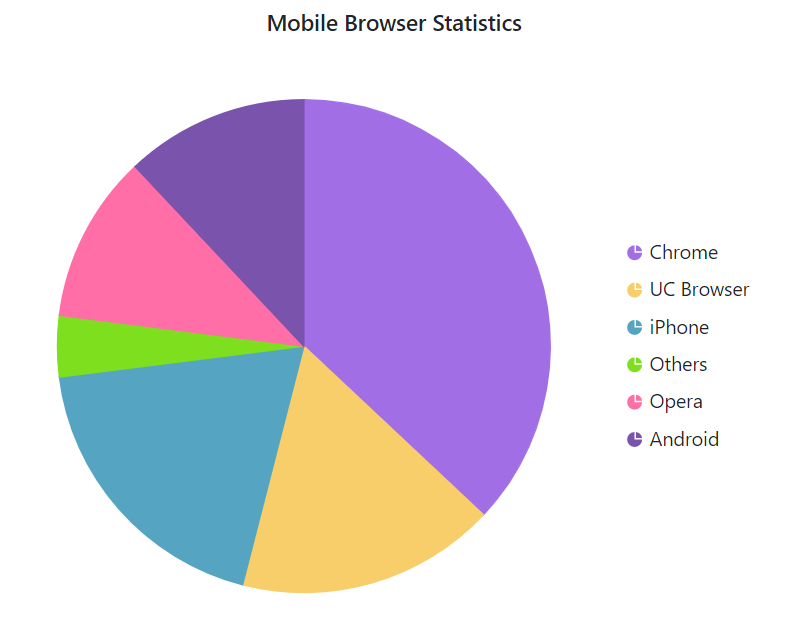 Mobile Browser Statistics
Chrome
UC Browser
iPhone
Others
Opera
Android